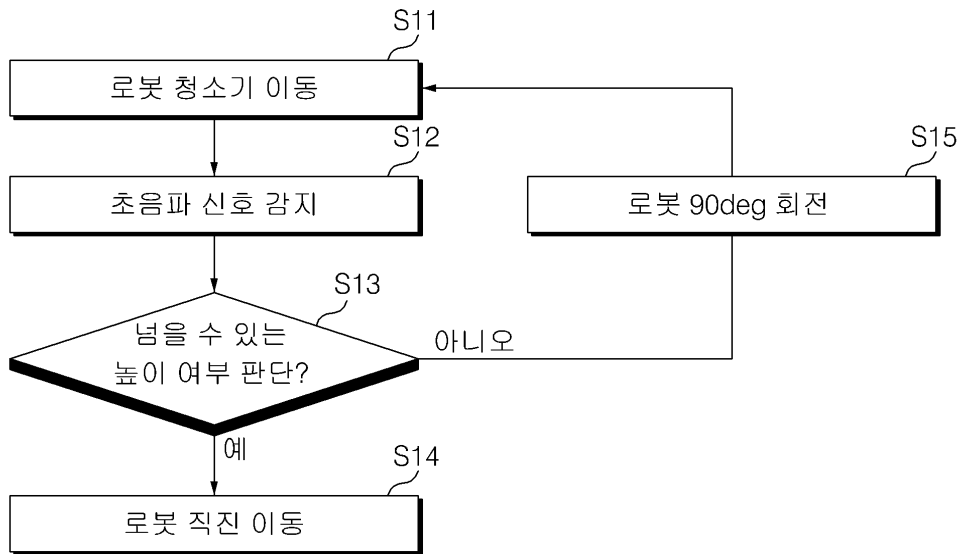 S11
로봇 청소기 이동
S12
초음파 신호 감지
S15
로봇 90deg 회전
S13
넘을 수 있는
높이 여부 판단?
아니오
예
S14
로봇 직진 이동